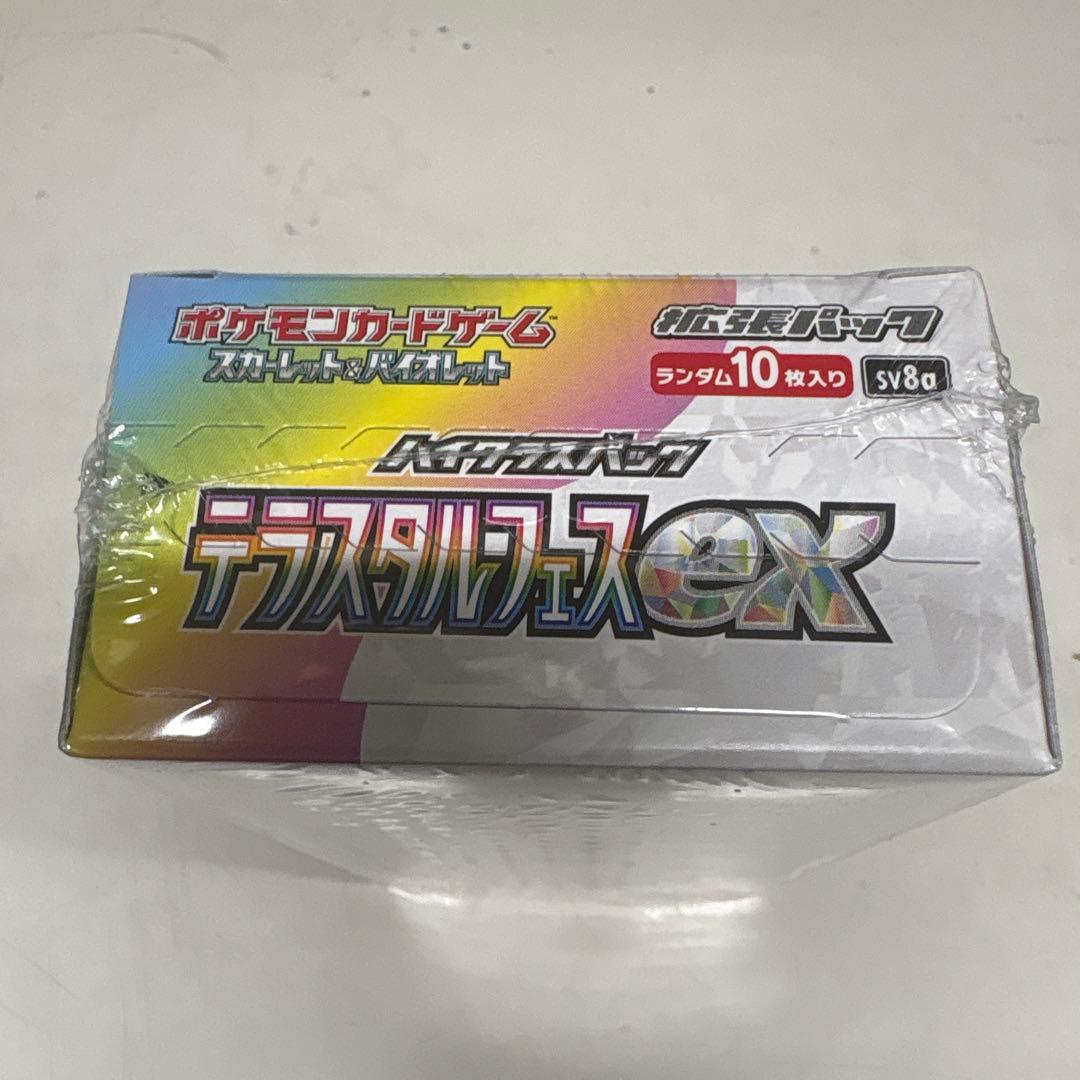 ポケモンカードゲーム™
スカーレット&バイオレット
拡張パック
ランダム10枚入り
SV8a
ハイクラスパック
テラスタルフェスex